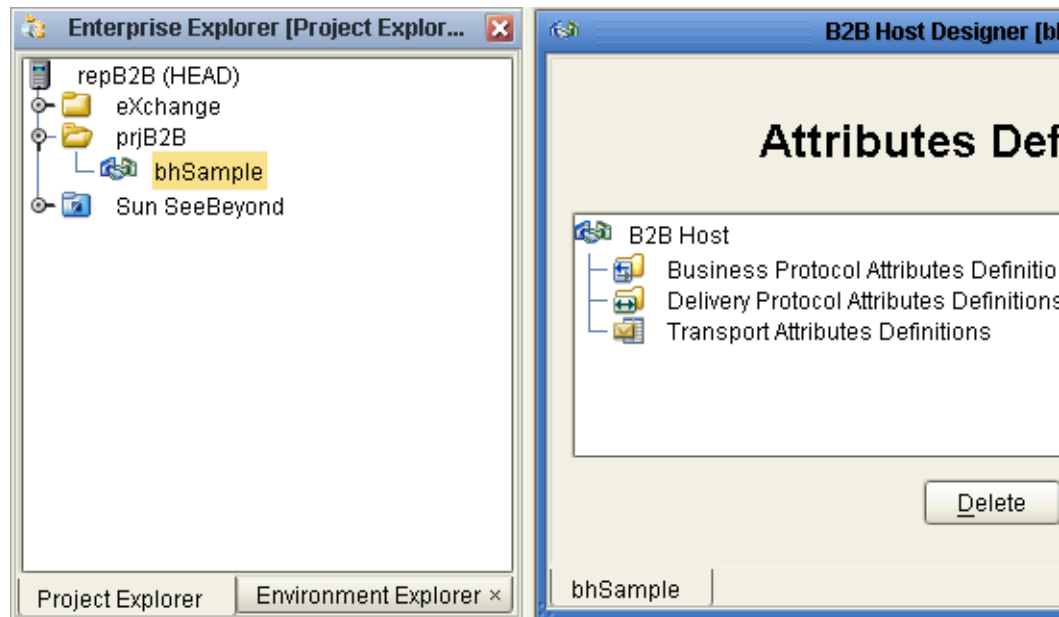 Enterprise Explorer [Project Explor...
repB2B (HEAD)
eXchange
prjB2B
bhSample
Sun SeeBeyond
Project Explorer
Environment Explorer ×
B2B Host Designer [bh
Attributes Def
B2B Host
Business Protocol Attributes Definitio
Delivery Protocol Attributes Definitions
Transport Attributes Definitions
Delete
bhSample